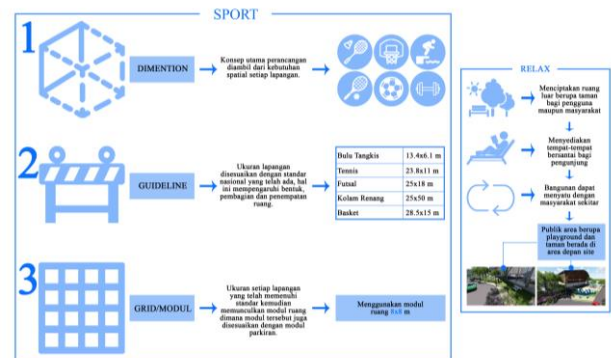 SPORT
1
DIMENTION
Konsep utama perancangan
diambil dari kebutuhan
spatial setiap lapangan.
2
GUIDELINE
Ukuran lapangan
disesuaikan dengan standar
nasional yang telah ada, hal
ini mempengaruhi bentuk,
pembagian dan penempatan
ruang.
Bulu Tangkis 13.4x6.1 m
Tennis 23.8x11 m
Futsal 25x18 m
Kolam Renang 25x50 m
Basket 28.5x15 m
3
GRID/MODUL
Ukuran setiap lapangan
yang telah memenuhi
standar kemudian
memunculkan modul ruang
dimana modul tersebut juga
disesuaikan dengan modul
parkiran.
Menggunakan modul
ruang 8x8 m
RELAX
Menciptakan ruang
luar berupa taman
bagi pengguna
maupun masyarakat
Menyediakan
tempat-tempat
bersantai bagi
pengunjung
Bangunan dapat
menyatu dengan
masyarakat sekitar
Publik area berupa
playground dan
taman berada di
area depan site